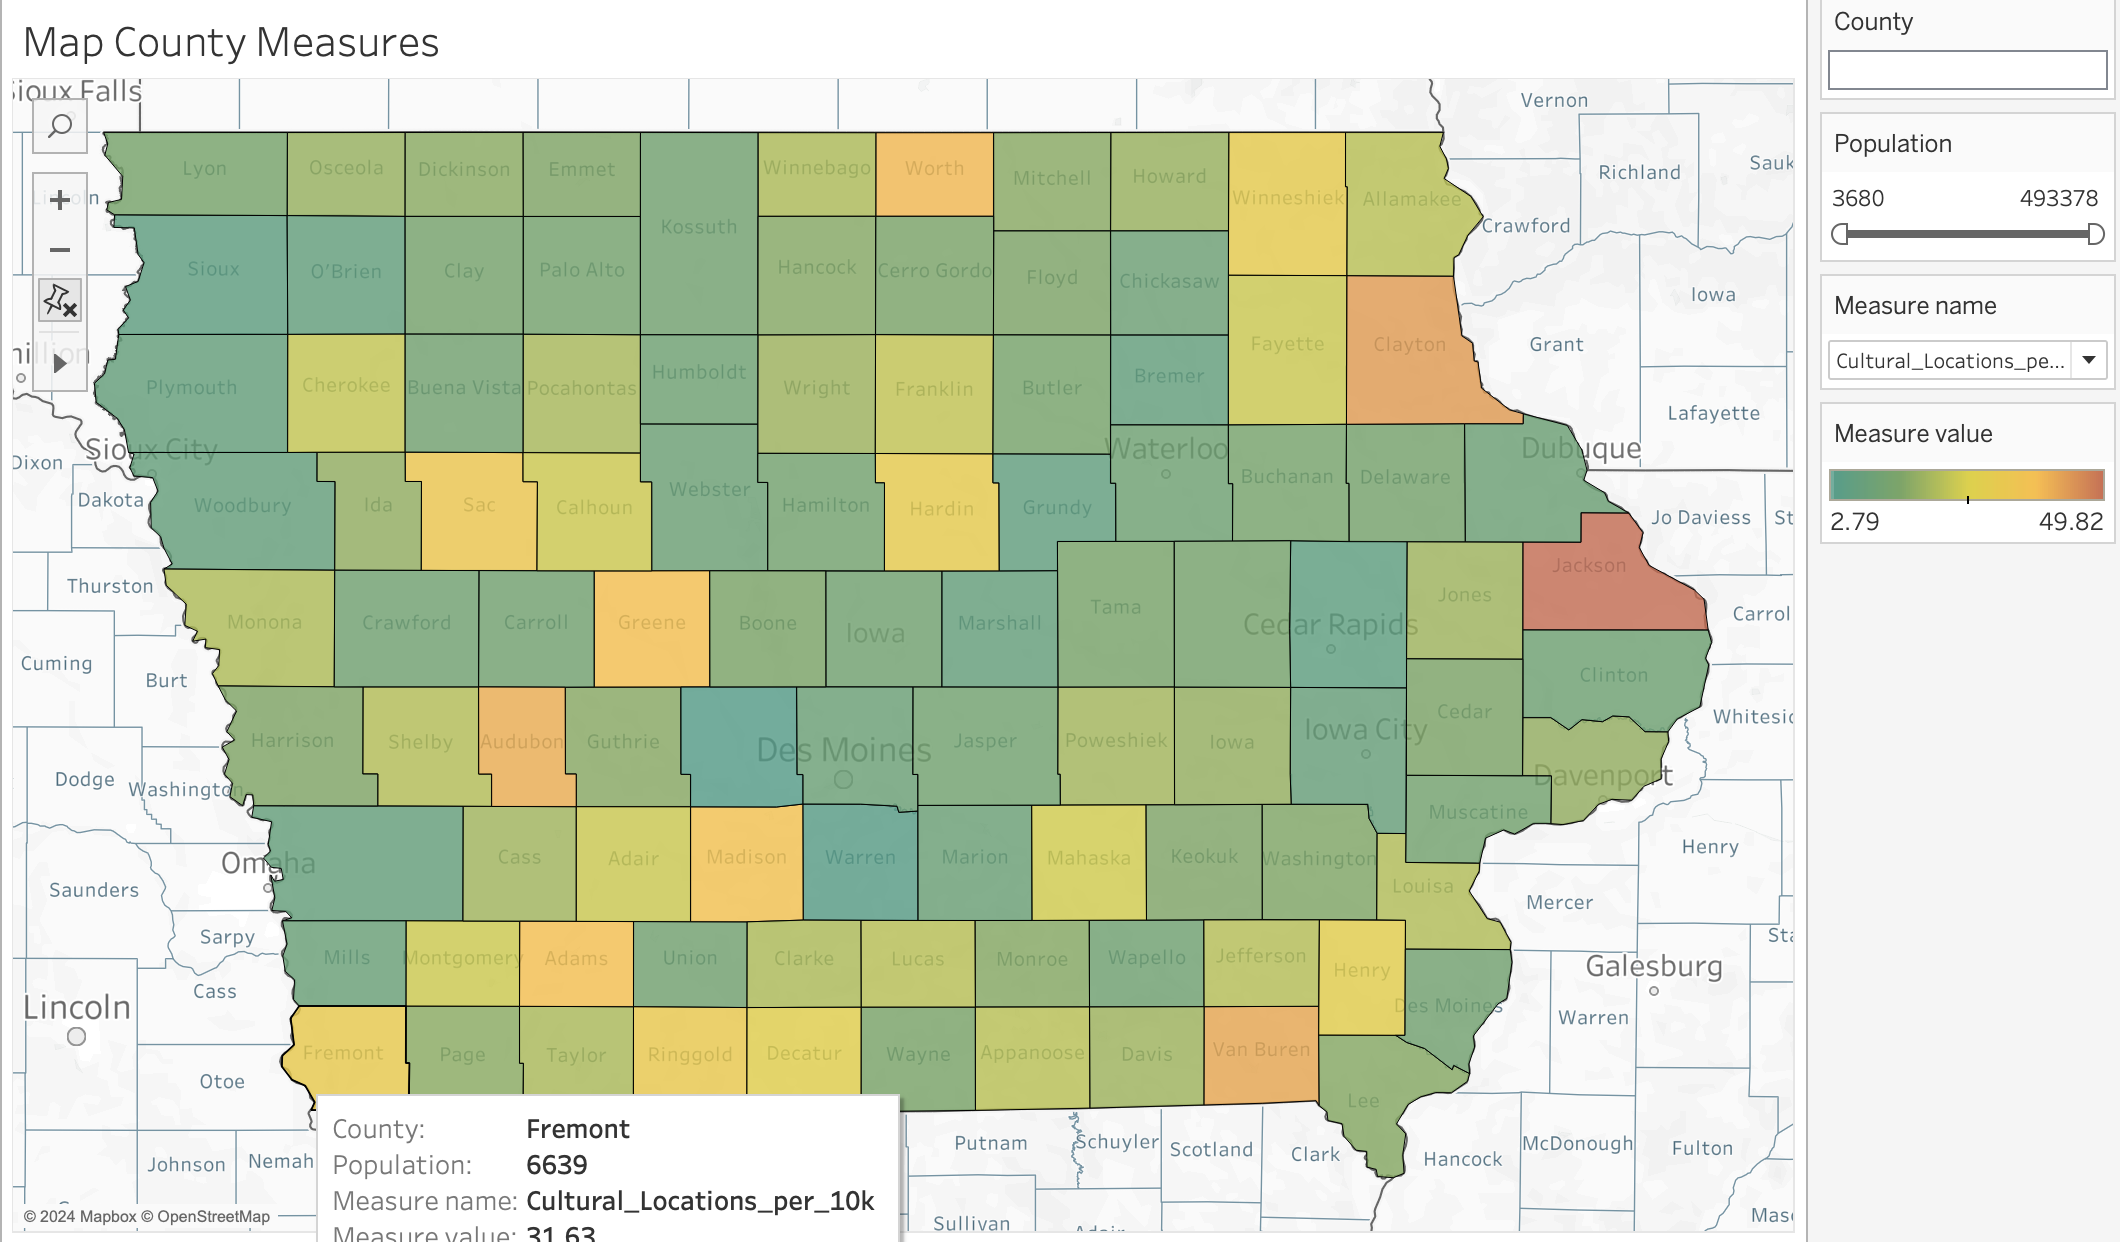 Map County Measures
Sioux Falls
Vernon
Richland
Sauk
Crawford
Lincoln
Lyon
Osceola
Dickinson
Emmet
Kossuth
Winnebago
Worth
Mitchell
Howard
Winneshiek
Allamakee
Sioux
O'Brien
Clay
Palo Alto
Hancock
Cerro Gordo
Floyd
Chickasaw
Fayette
Clayton
Grant
Iowa
Lafayette
Plymouth
Cherokee
Buena Vista
Pocahontas
Humboldt
Wright
Franklin
Butler
Bremer
Sioux City
Waterloo
Dubuque
Dixon
Dakota
Woodbury
Ida
Sac
Calhoun
Webster
Hamilton
Hardin
Grundy
Buchanan
Delaware
Jo Daviess
St
Thurston
Jackson
Carrol
Monona
Crawford
Carroll
Greene
Boone
Iowa
Marshall
Tama
Cedar Rapids
Jones
Clinton
Cuming
Burt
Whitesid
Harrison
Shelby
Audubon
Guthrie
Des Moines
Jasper
Poweshiek
Iowa
Iowa City
Cedar
Davenport
Dodge
Washington
Muscatine
Henry
Omaha
Cass
Adair
Madison
Warren
Marion
Mahaska
Keokuk
Washington
Louisa
Mercer
Saunders
Sarpy
Sta
Mills
Montgomery
Adams
Union
Clarke
Lucas
Monroe
Wapello
Jefferson
Henry
Des Moines
Galesburg
Cass
Lincoln
Warren
Fremont
Page
Taylor
Ringgold
Decatur
Wayne
Appanoose
Davis
Van Buren
Lee
Otoe
Johnson
Nemah
Putnam
Schuyler
Scotland
Clark
Hancock
McDonough
Fulton
Sullivan
Adair
Maso
County: Fremont
Population: 6639
Measure name: Cultural_Locations_per_10k
Measure value: 31.63
© 2024 Mapbox © OpenStreetMap
County
Population
3680 493378
Measure name
Cultural_Locations_pe...
Measure value
2.79 49.82